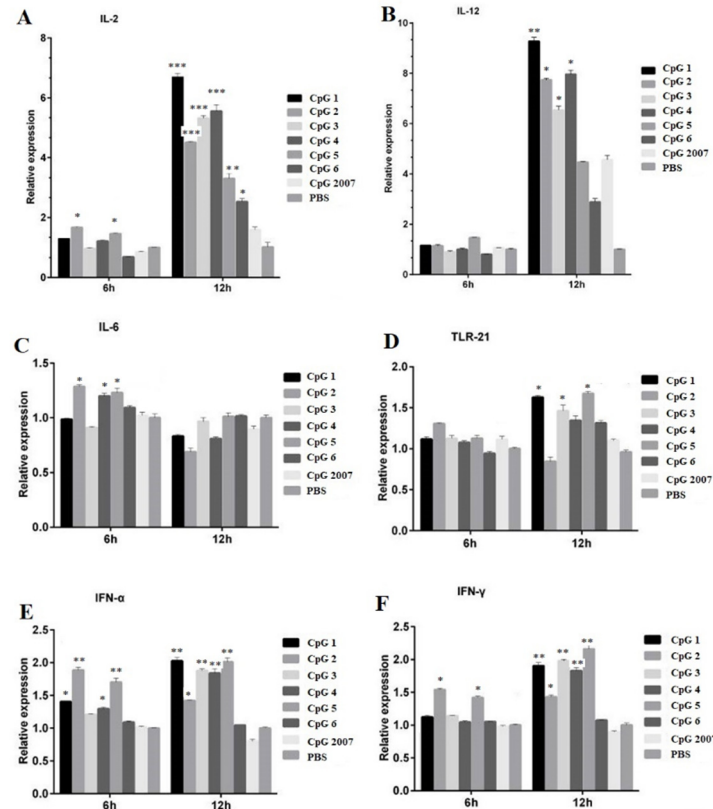 A
IL-2
Relative expression
8
6
4
2
0
*
*
***
***
***
***
**
*
6h
12h
CpG 1
CpG 2
CpG 3
CpG 4
CpG 5
CpG 6
CpG 2007
PBS
B
IL-12
Relative expression
10
8
6
4
2
0
**
*
*
*
6h
12h
CpG 1
CpG 2
CpG 3
CpG 4
CpG 5
CpG 6
CpG 2007
PBS
C
IL-6
Relative expression
1.5
1.0
0.5
0.0
*
*
*
6h
12h
CpG 1
CpG 2
CpG 3
CpG 4
CpG 5
CpG 6
CpG 2007
PBS
D
TLR-21
Relative expression
2.0
1.5
1.0
0.5
0.0
*
*
*
6h
12h
CpG 1
CpG 2
CpG 3
CpG 4
CpG 5
CpG 6
CpG 2007
PBS
E
IFN-α
Relative expression
2.5
2.0
1.5
1.0
0.5
0.0
*
**
*
**
**
*
**
**
**
6h
12h
CpG 1
CpG 2
CpG 3
CpG 4
CpG 5
CpG 6
CpG 2007
PBS
F
IFN-γ
Relative expression
2.5
2.0
1.5
1.0
0.5
0.0
*
*
**
*
**
**
**
6h
12h
CpG 1
CpG 2
CpG 3
CpG 4
CpG 5
CpG 6
CpG 2007
PBS